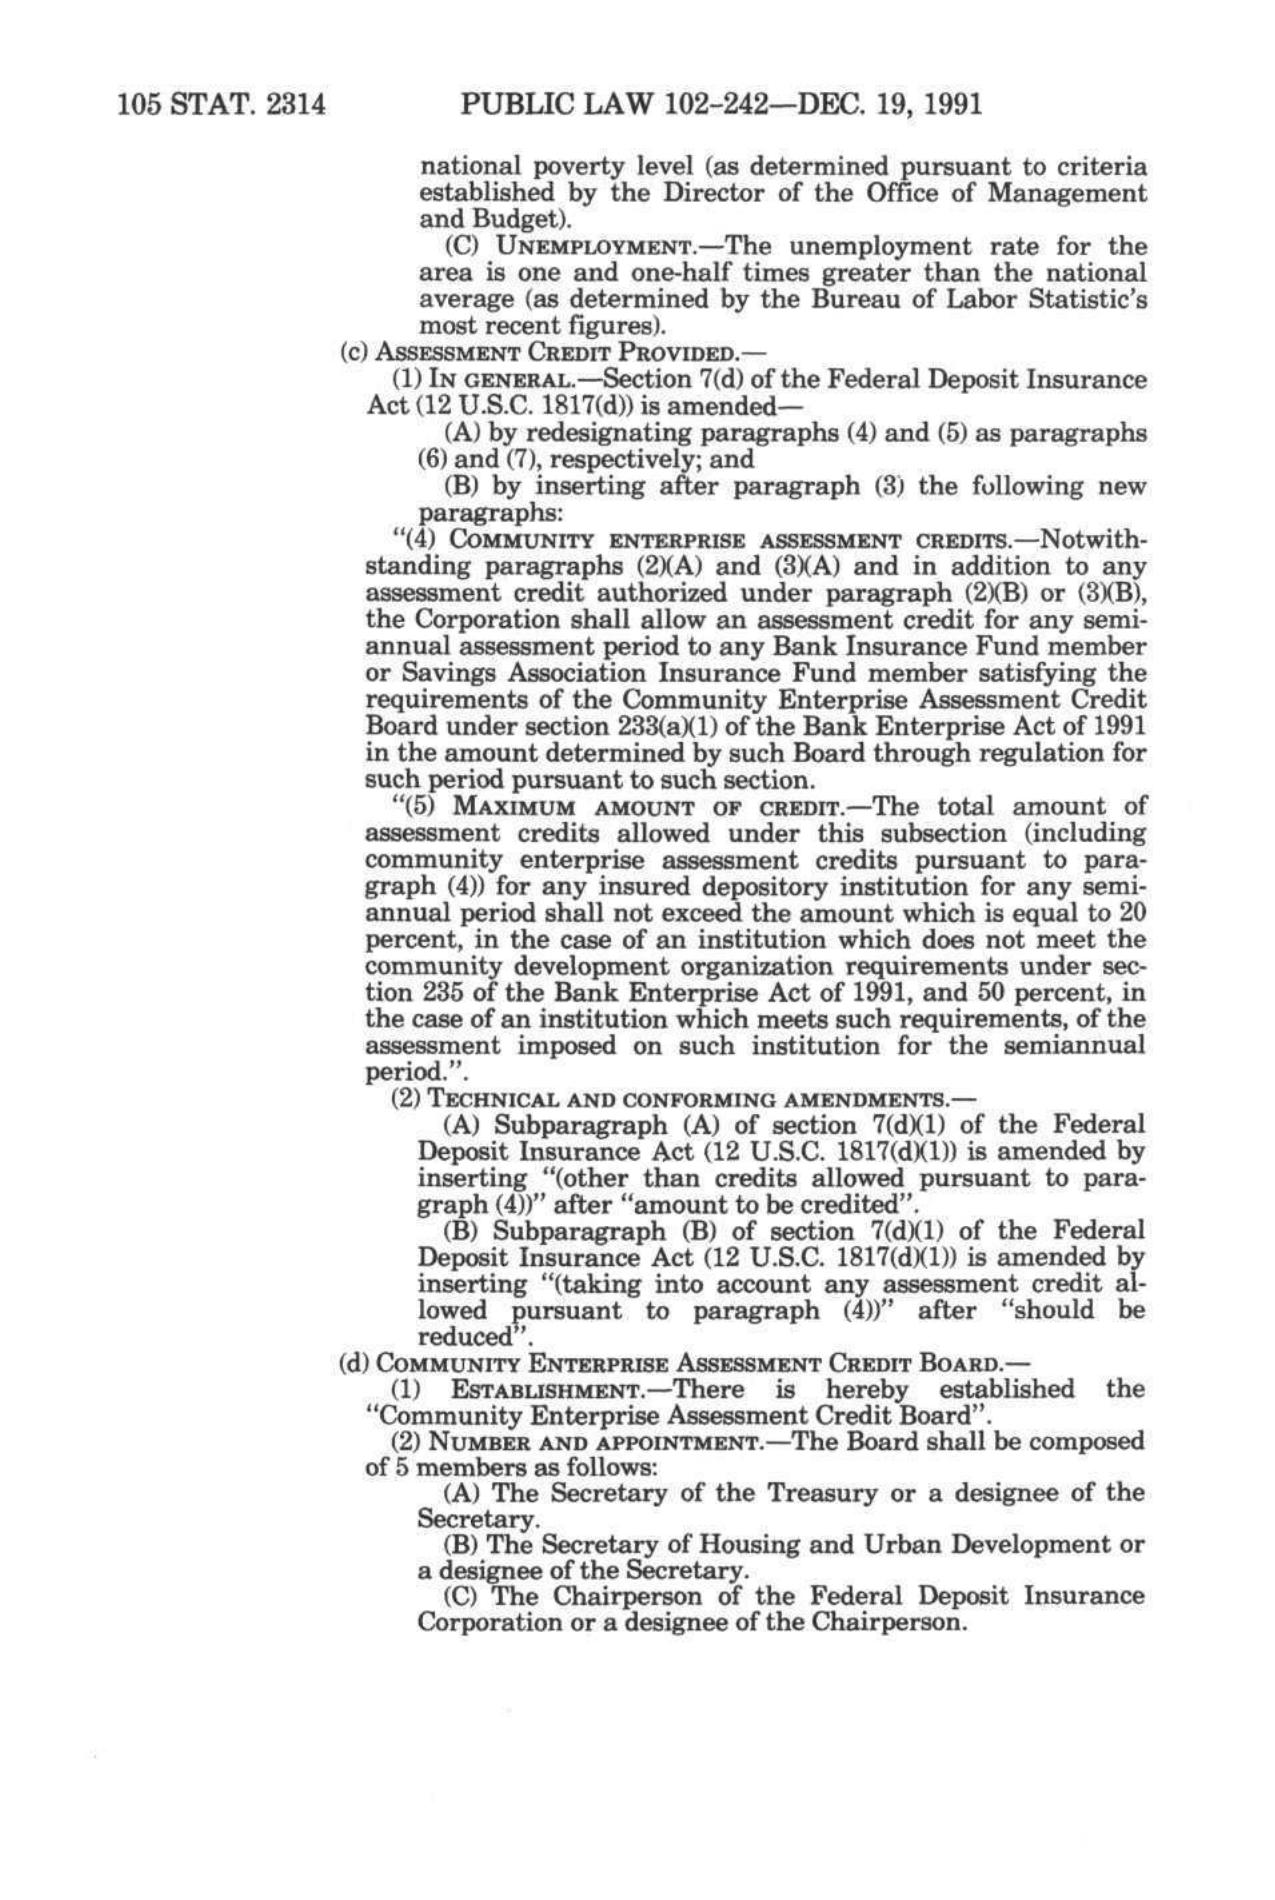 105 STAT. 2314 PUBLIC LAW 102-242—DEC. 19, 1991
national poverty level (as determined pursuant to criteria
established by the Director of the Office of Management
and Budget).
(C) UNEMPLOYMENT.—The unemployment rate for the
area is one and one-half times greater than the national
average (as determined by the Bureau of Labor Statistic's
most recent figures).
(c) ASSESSMENT CREDIT PROVIDED.—
(1) IN GENERAL.—Section 7(d) of the Federal Deposit Insurance
Act (12 U.S.C. 1817(d)) is amended—
(A) by redesignating paragraphs (4) and (5) as paragraphs
(6) and (7), respectively; and
(B) by inserting after paragraph (3) the following new
paragraphs:
“(4) COMMUNITY ENTERPRISE ASSESSMENT CREDITS.—Notwith-
standing paragraphs (2)(A) and (3)(A) and in addition to any
assessment credit authorized under paragraph (2)(B) or (3)(B),
the Corporation shall allow an assessment credit for any semi-
annual assessment period to any Bank Insurance Fund member
or Savings Association Insurance Fund member satisfying the
requirements of the Community Enterprise Assessment Credit
Board under section 233(a)(1) of the Bank Enterprise Act of 1991
in the amount determined by such Board through regulation for
such period pursuant to such section.
“(5) MAXIMUM AMOUNT OF CREDIT.—The total amount of
assessment credits allowed under this subsection (including
community enterprise assessment credits pursuant to para-
graph (4)) for any insured depository institution for any semi-
annual period shall not exceed the amount which is equal to 20
percent, in the case of an institution which does not meet the
community development organization requirements under sec-
tion 235 of the Bank Enterprise Act of 1991, and 50 percent, in
the case of an institution which meets such requirements, of the
assessment imposed on such institution for the semiannual
period.”.
(2) TECHNICAL AND CONFORMING AMENDMENTS.—
(A) Subparagraph (A) of section 7(d)(1) of the Federal
Deposit Insurance Act (12 U.S.C. 1817(d)(1)) is amended by
inserting “(other than credits allowed pursuant to para-
graph (4))” after “amount to be credited”.
(B) Subparagraph (B) of section 7(d)(1) of the Federal
Deposit Insurance Act (12 U.S.C. 1817(d)(1)) is amended by
inserting “(taking into account any assessment credit al-
lowed pursuant to paragraph (4))” after “should be
reduced”.
(d) COMMUNITY ENTERPRISE ASSESSMENT CREDIT BOARD.—
(1) ESTABLISHMENT.—There is hereby established the
“Community Enterprise Assessment Credit Board”.
(2) NUMBER AND APPOINTMENT.—The Board shall be composed
of 5 members as follows:
(A) The Secretary of the Treasury or a designee of the
Secretary.
(B) The Secretary of Housing and Urban Development or
a designee of the Secretary.
(C) The Chairperson of the Federal Deposit Insurance
Corporation or a designee of the Chairperson.